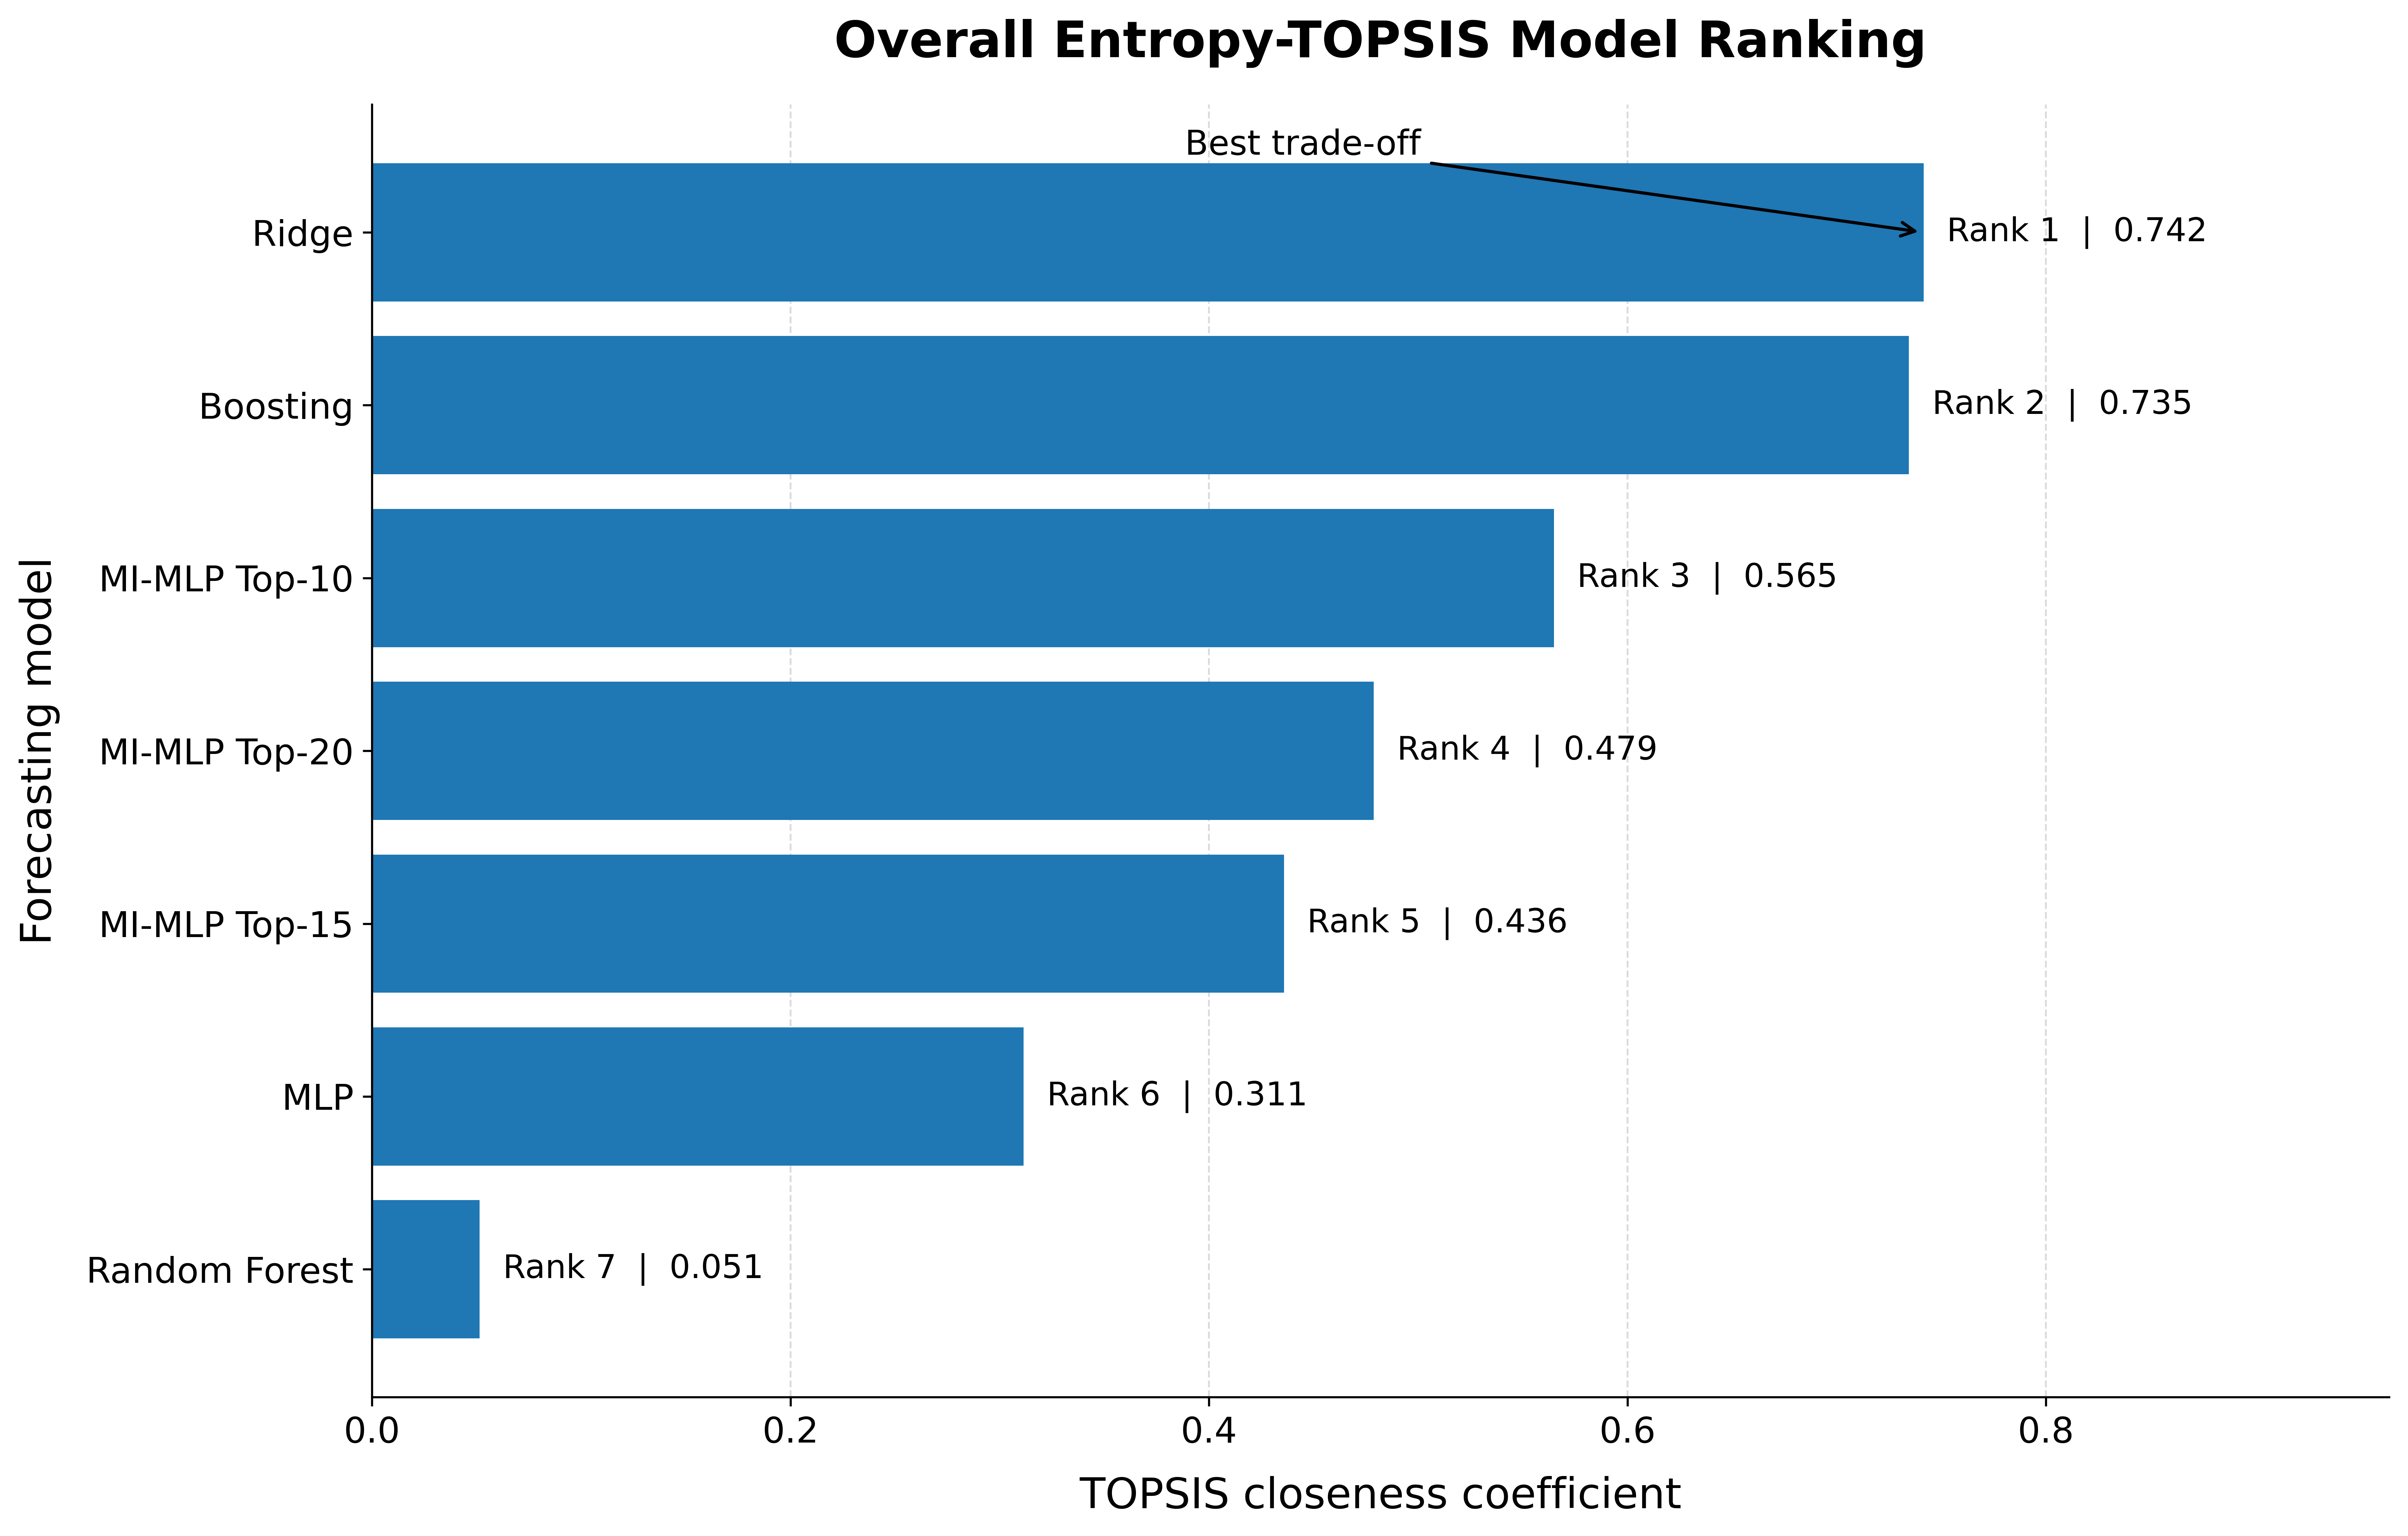 Overall Entropy-TOPSIS Model Ranking
Best trade-off
Ridge
Rank 1 | 0.742
Boosting
Rank 2 | 0.735
MI-MLP Top-10
Rank 3 | 0.565
MI-MLP Top-20
Rank 4 | 0.479
MI-MLP Top-15
Rank 5 | 0.436
MLP
Rank 6 | 0.311
Random Forest
Rank 7 | 0.051
Forecasting model
0.0 0.2 0.4 0.6 0.8
TOPSIS closeness coefficient